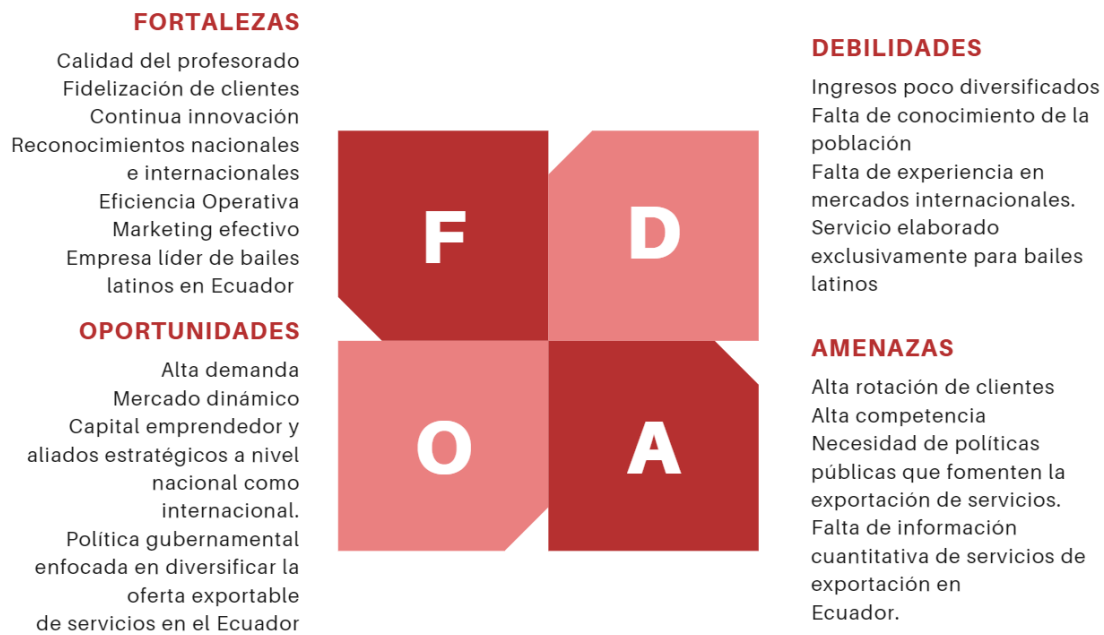 FORTALEZAS
Calidad del profesorado
Fidelización de clientes
Continua innovación
Reconocimientos nacionales
e internacionales
Eficiencia Operativa
Marketing efectivo
Empresa líder de bailes
latinos en Ecuador
DEBILIDADES
Ingresos poco diversificados
Falta de conocimiento de la
población
Falta de experiencia en
mercados internacionales.
Servicio elaborado
exclusivamente para bailes
latinos
F
D
OPORTUNIDADES
Alta demanda
Mercado dinámico
Capital emprendedor y
aliados estratégicos a nivel
nacional como
internacional.
Política gubernamental
enfocada en diversificar la
oferta exportable
de servicios en el Ecuador
AMENAZAS
Alta rotación de clientes
Alta competencia
Necesidad de políticas
públicas que fomenten la
exportación de servicios.
Falta de información
cuantitativa de servicios de
exportación en
Ecuador.
O
A